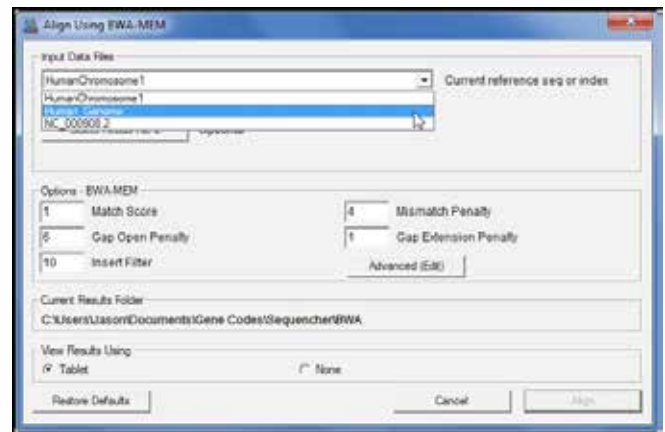 Align Using BWA-MEM
Input Data Files
HumanChromosome1
Current reference seq or index
HumanChromosome1
Human_Genome
NC_000908.2
Options - BWA-MEM
1 Match Score
4 Mismatch Penalty
6 Gap Open Penalty
1 Gap Extension Penalty
10 Insert Filter
Advanced (Edit)
Current Results Folder
C:\Users\Jason\Documents\Gene Codes\Sequencher\BWA
View Results Using
Tablet
None
Restore Defaults
Cancel
Align